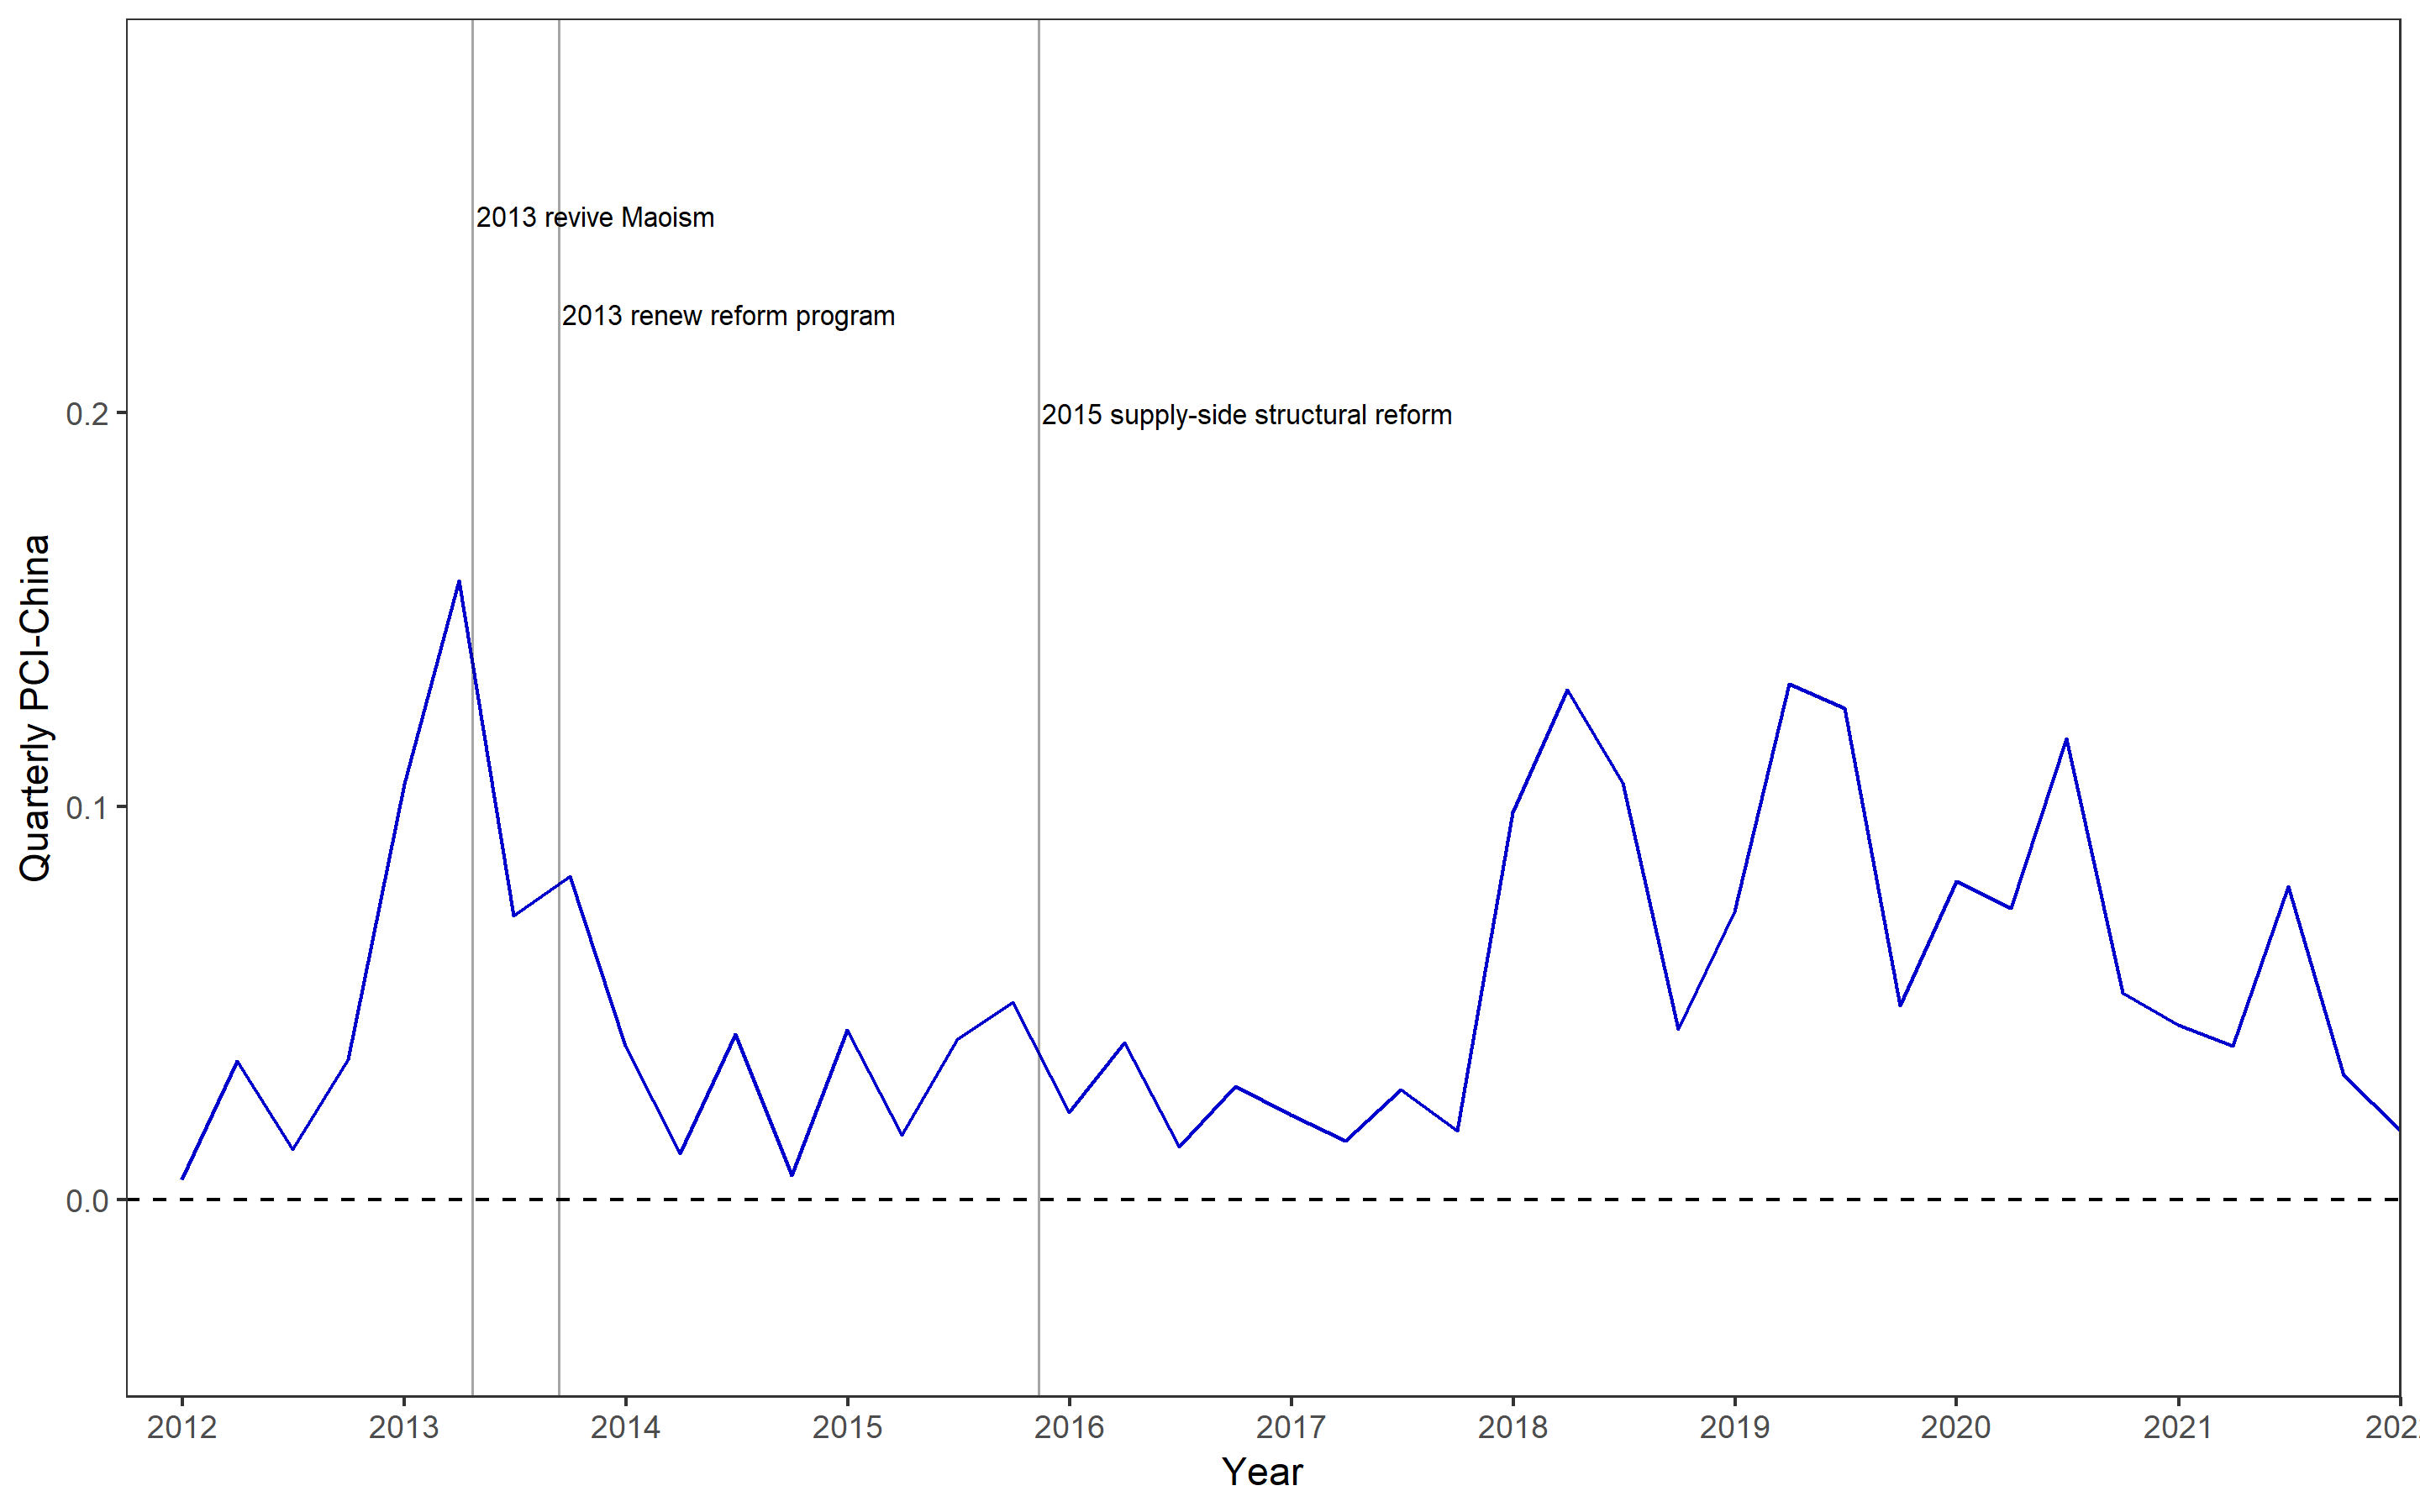 2013 revive Maoism
2013 renew reform program
0.2
2015 supply-side structural reform
Quarterly PCI-China
0.1
0.0
2012 2013 2014 2015 2016 2017 2018 2019 2020 2021
Year